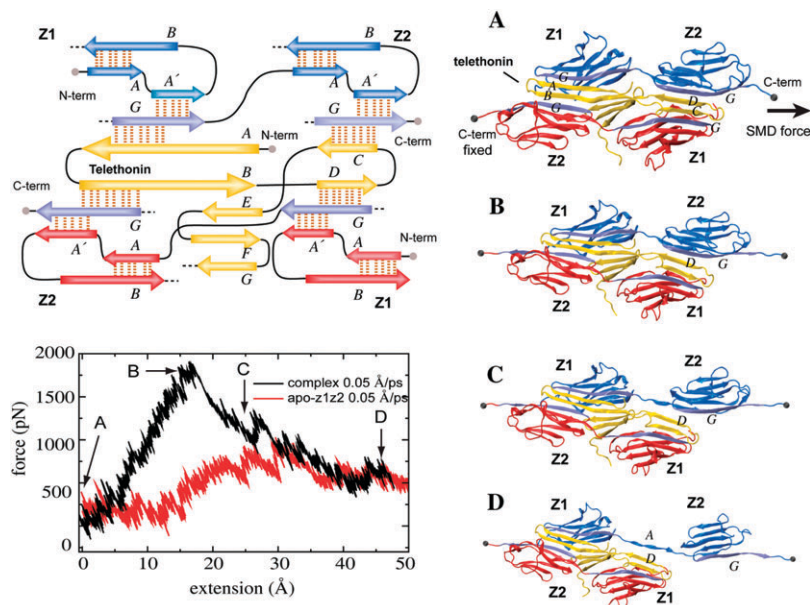 Z1
B
B
Z2
N-term
A
A´
A
A´
G
G
C-term
A
N-term
C
Telethonin
B
D
C-term
E
G
G
A´
A
F
A´
A
N-term
G
Z2
B
B
Z1
A
Z1
Z2
telethonin
G
A
B
G
D
C
G
G
C-term
C-term
fixed
SMD force
Z2
Z1
B
Z1
Z2
D
G
Z2
Z1
C
Z1
Z2
D
G
Z2
Z1
D
Z1
Z2
A
D
G
Z2
Z1
force (pN)
2000
1500
1000
500
0
A
B
C
D
complex 0.05 Å/ps
apo-z1z2 0.05 Å/ps
0 10 20 30 40 50
extension (Å)